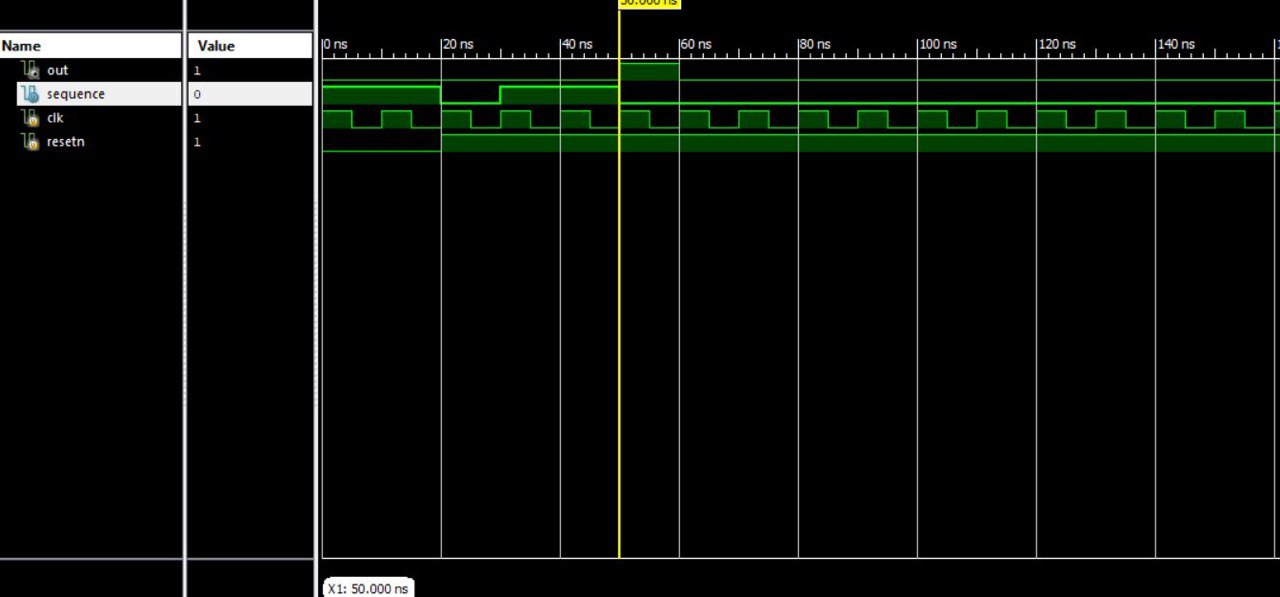 50.000 ns
Name Value 0 ns 20 ns 40 ns 60 ns 80 ns 100 ns 120 ns 140 ns
out 1
sequence 0
clk 1
resetn 1
X1: 50.000 ns